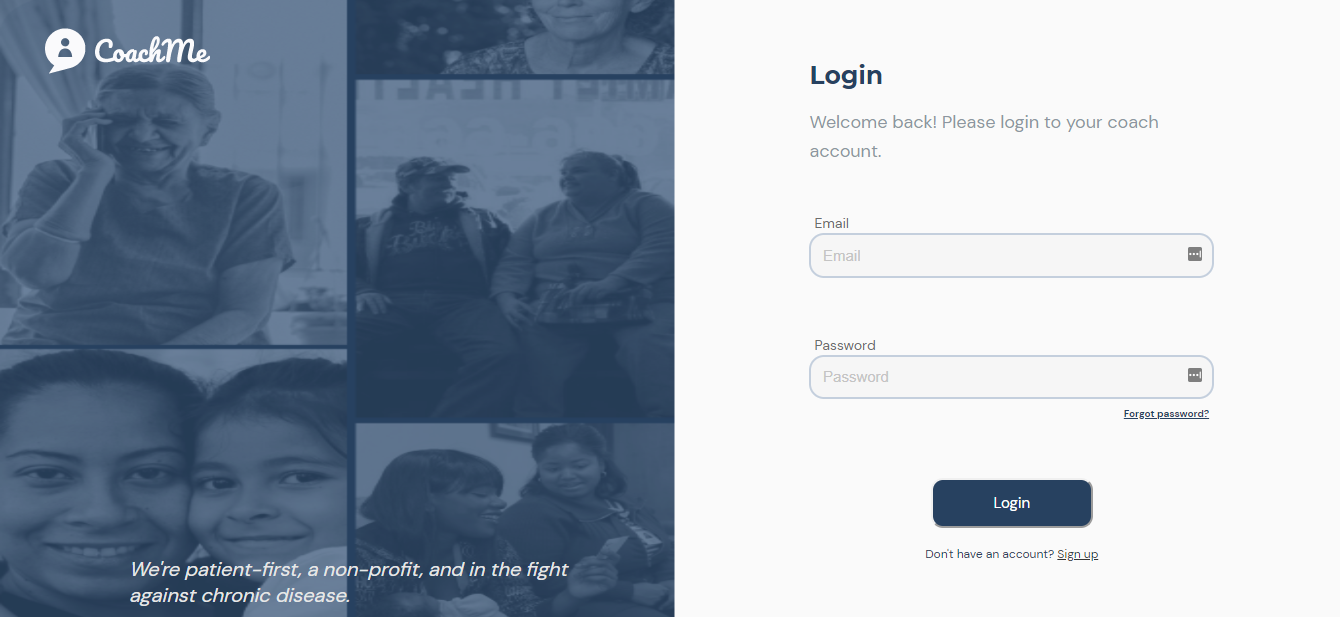 CoachMe
We're patient-first, a non-profit, and in the fight
against chronic disease.
Login
Welcome back! Please login to your coach
account.
Email
Email
Password
Password
Forgot password?
Login
Don't have an account? Sign up